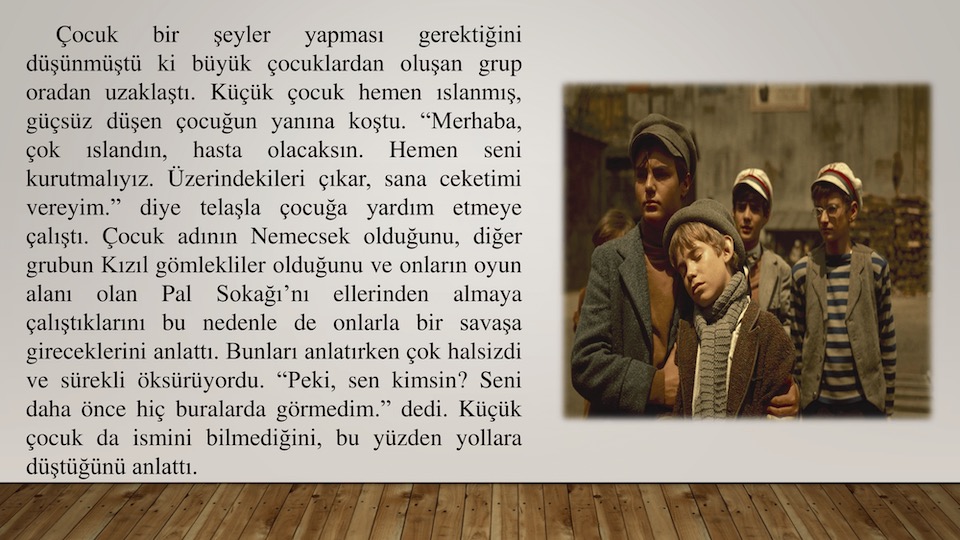 Çocuk bir şeyler yapması gerektiğini
düşünmüştü ki büyük çocuklardan oluşan grup
oradan uzaklaştı. Küçük çocuk hemen ıslanmış,
güçsüz düşen çocuğun yanına koştu. “Merhaba,
çok ıslandın, hasta olacaksın. Hemen seni
kurutmalıyız. Üzerindekileri çıkar, sana ceketimi
vereyim.” diye telaşla çocuğa yardım etmeye
çalıştı. Çocuk adının Nemecsek olduğunu, diğer
grubun Kızıl gömlekliler olduğunu ve onların oyun
alanı olan Pal Sokağı’nı ellerinden almaya
çalıştıklarını bu nedenle de onlarla bir savaşa
gireceklerini anlattı. Bunları anlatırken çok halsizdi
ve sürekli öksürüyordu. “Peki, sen kimsin? Seni
daha önce hiç buralarda görmedim.” dedi. Küçük
çocuk da ismini bilmediğini, bu yüzden yollara
düştüğünü anlattı.